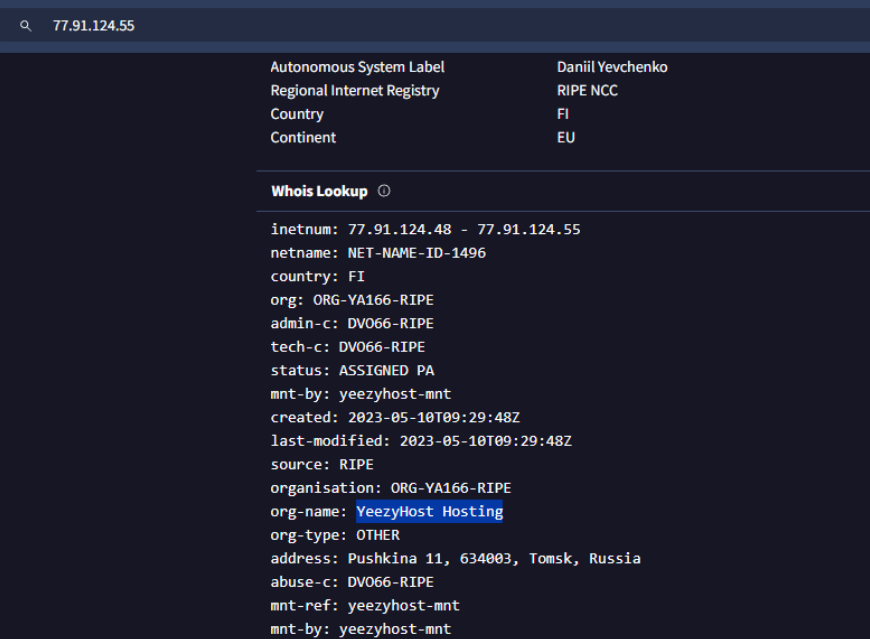 77.91.124.55
Autonomous System Label Daniil Yevchenko
Regional Internet Registry RIPE NCC
Country FI
Continent EU
Whois Lookup
inetnum: 77.91.124.48 - 77.91.124.55
netname: NET-NAME-ID-1496
country: FI
org: ORG-YA166-RIPE
admin-c: DVO66-RIPE
tech-c: DVO66-RIPE
status: ASSIGNED PA
mnt-by: yeezyhost-mnt
created: 2023-05-10T09:29:48Z
last-modified: 2023-05-10T09:29:48Z
source: RIPE
organisation: ORG-YA166-RIPE
org-name: YeezyHost Hosting
org-type: OTHER
address: Pushkina 11, 634003, Tomsk, Russia
abuse-c: DVO66-RIPE
mnt-ref: yeezyhost-mnt
mnt-by: yeezyhost-mnt